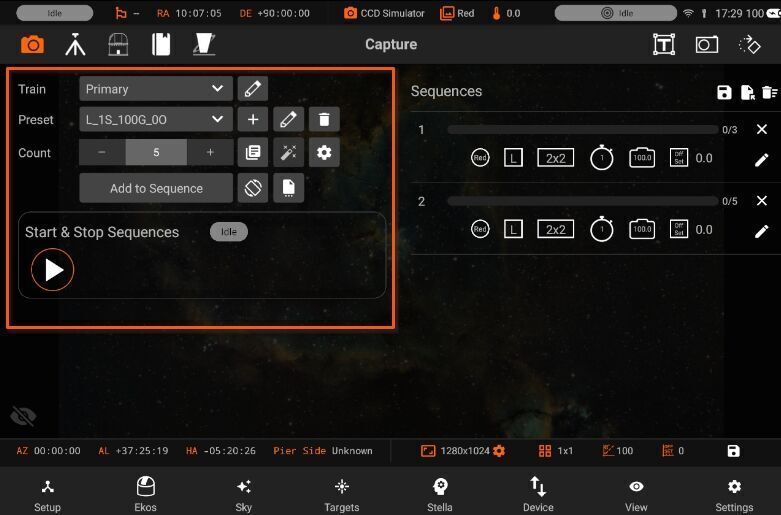 Idle – RA 10:07:05 DE +90:00:00 CCD Simulator Red 0.0 Idle 17:29 100
Capture
Train Primary
Preset L_1S_100G_0O
Count − 5 +
Add to Sequence
Start & Stop Sequences Idle
Sequences
1 0/3
Red L 2x2 1 100.0 Off Set 0.0
2 0/5
Red L 2x2 1 100.0 Off Set 0.0
AZ 00:00:00 AL +37:25:19 HA -05:20:26 Pier Side Unknown 1280x1024 1x1 100 0
Setup Ekos Sky Targets Stella Device View Settings